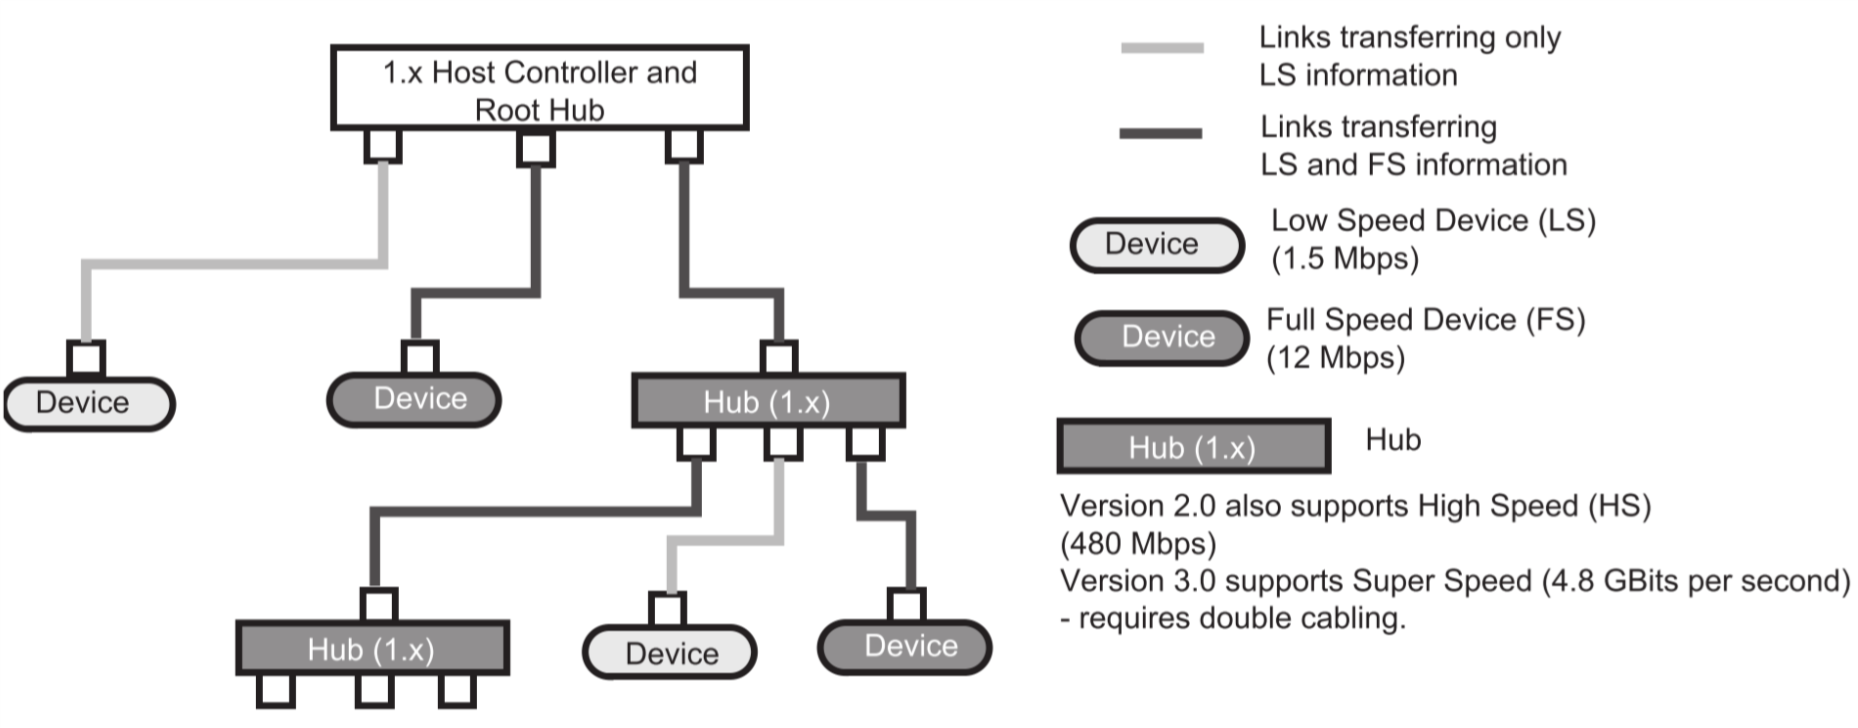 1.x Host Controller and
Root Hub
Device
Device
Hub (1.x)
Hub (1.x)
Device
Device
Links transferring only
LS information
Links transferring
LS and FS information
Device
Low Speed Device (LS)
(1.5 Mbps)
Device
Full Speed Device (FS)
(12 Mbps)
Hub (1.x)
Hub
Version 2.0 also supports High Speed (HS)
(480 Mbps)
Version 3.0 supports Super Speed (4.8 GBits per second)
- requires double cabling.